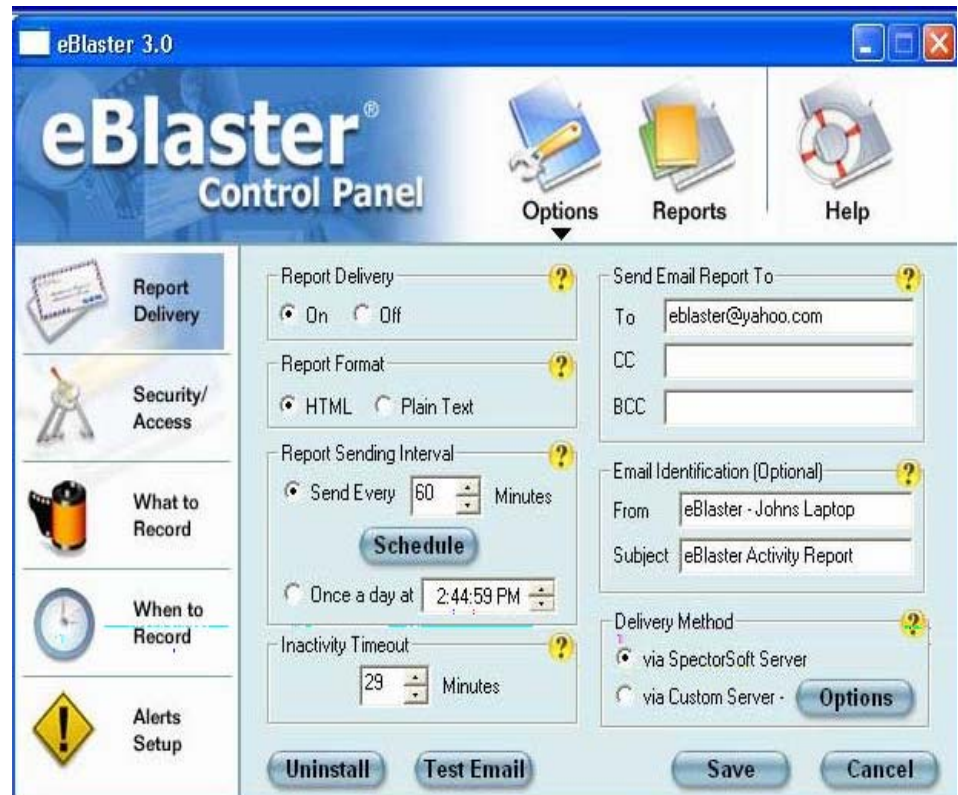 eBlaster 3.0
eBlaster®
Control Panel
Options
Reports
Help
Report
Delivery
Security/
Access
What to
Record
When to
Record
Alerts
Setup
Report Delivery
?
On
Off
Report Format
?
HTML
Plain Text
Report Sending Interval
?
Send Every
60
Minutes
Schedule
Once a day at
2:44:59 PM
Inactivity Timeout
?
29
Minutes
Send Email Report To
?
To
eblaster@yahoo.com
CC
BCC
Email Identification (Optional)
?
From
eBlaster - Johns Laptop
Subject
eBlaster Activity Report
Delivery Method
?
via SpectorSoft Server
via Custom Server -
Options
Uninstall
Test Email
Save
Cancel